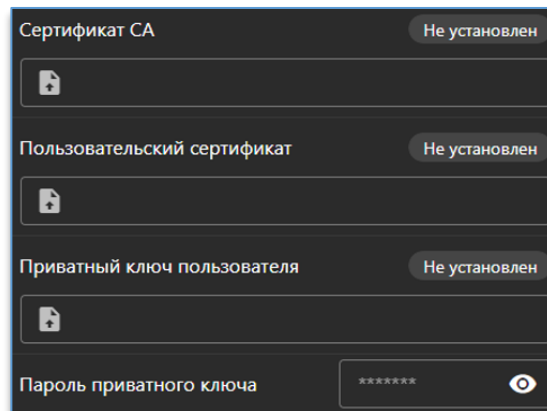 Сертификат CA
Не установлен
Пользовательский сертификат
Не установлен
Приватный ключ пользователя
Не установлен
Пароль приватного ключа
*******